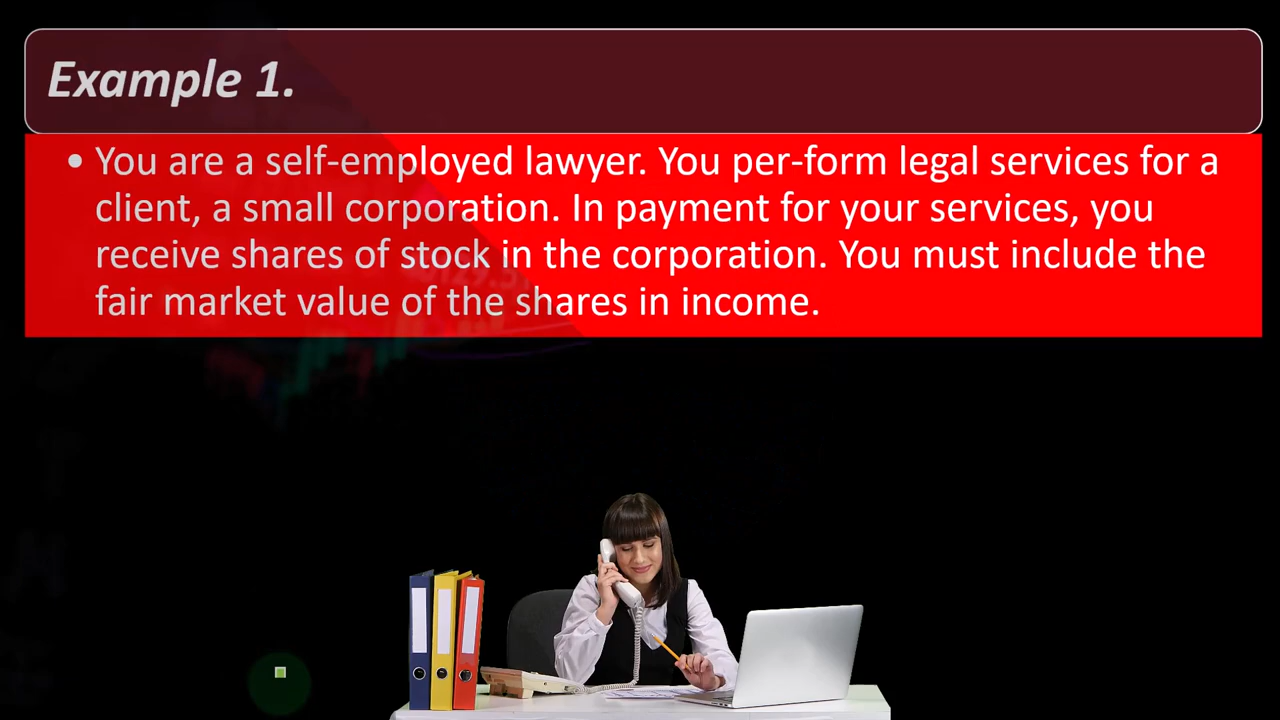 Example 1.
• You are a self-employed lawyer. You per-form legal services for a
client, a small corporation. In payment for your services, you
receive shares of stock in the corporation. You must include the
fair market value of the shares in income.